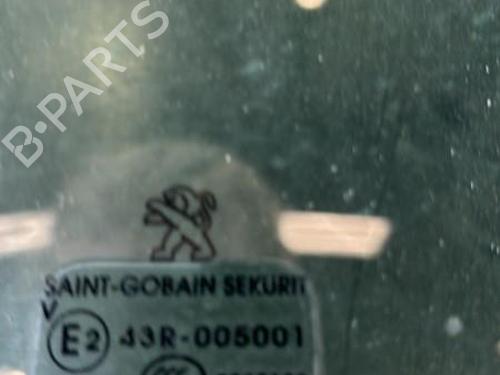 B-PARTS
SAINT-GOBAIN SEKURIT
V
E2 43R-005001